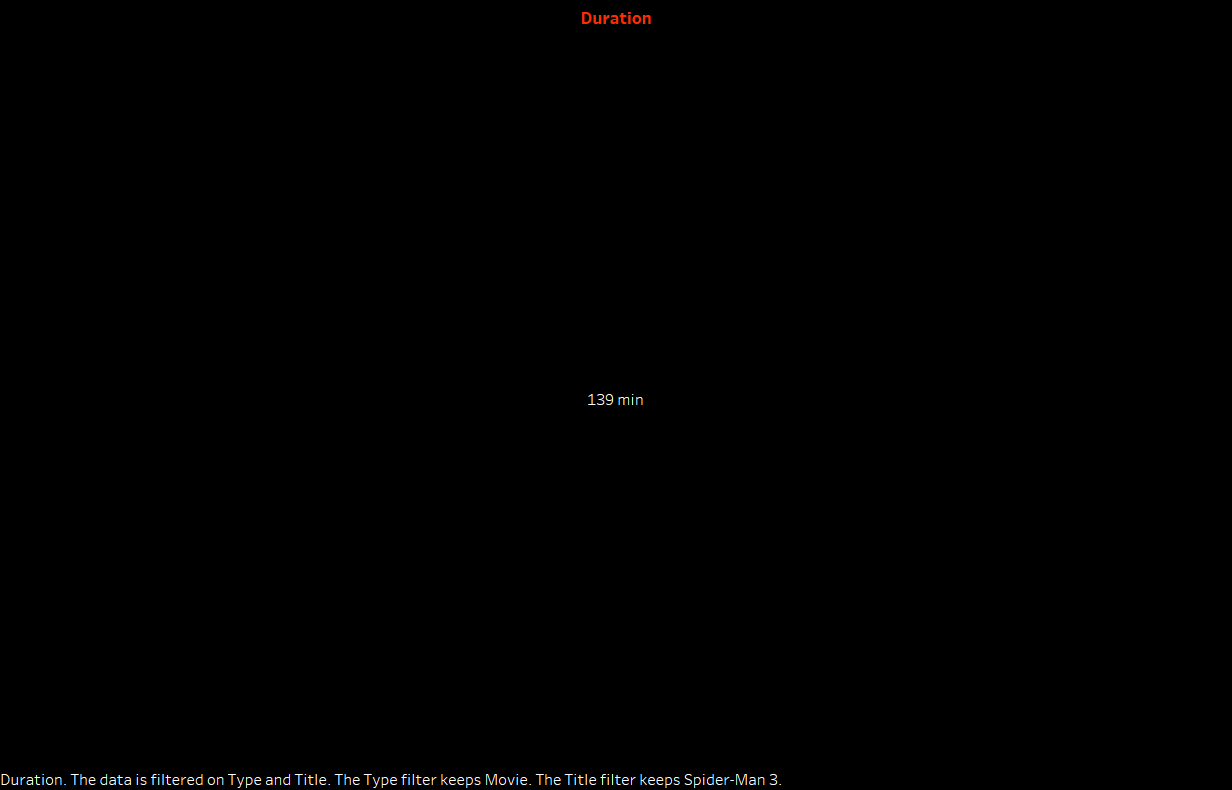 Duration
139 min
Duration. The data is filtered on Type and Title. The Type filter keeps Movie. The Title filter keeps Spider-Man 3.